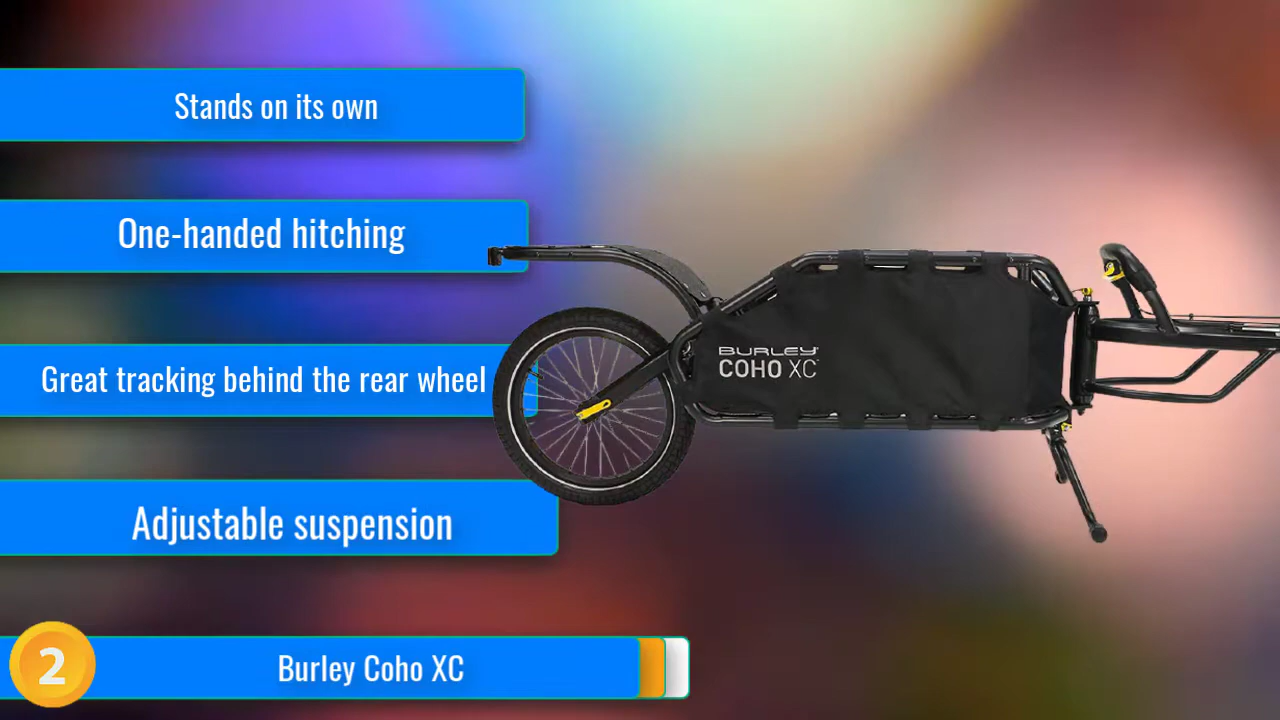 Stands on its own
One-handed hitching
Great tracking behind the rear wheel
BURLEY
COHO XC
Adjustable suspension
2
Burley Coho XC